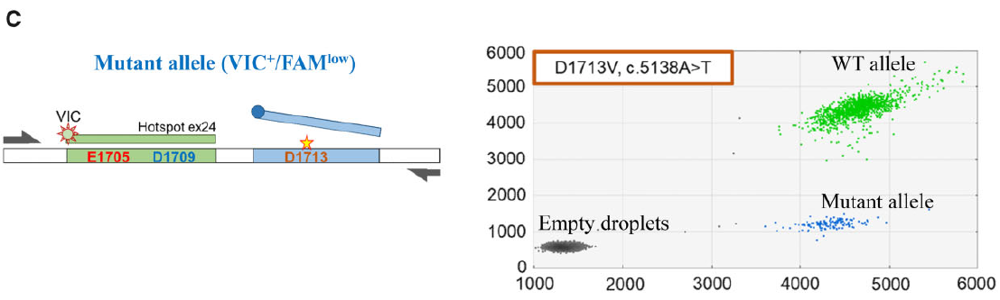 C
Mutant allele (VIC+/FAMlow)
VIC
Hotspot ex24
E1705 D1709 D1713
D1713V, c.5138A>T
WT allele
Mutant allele
Empty droplets
6000
5000
4000
3000
2000
1000
0
1000 2000 3000 4000 5000 6000